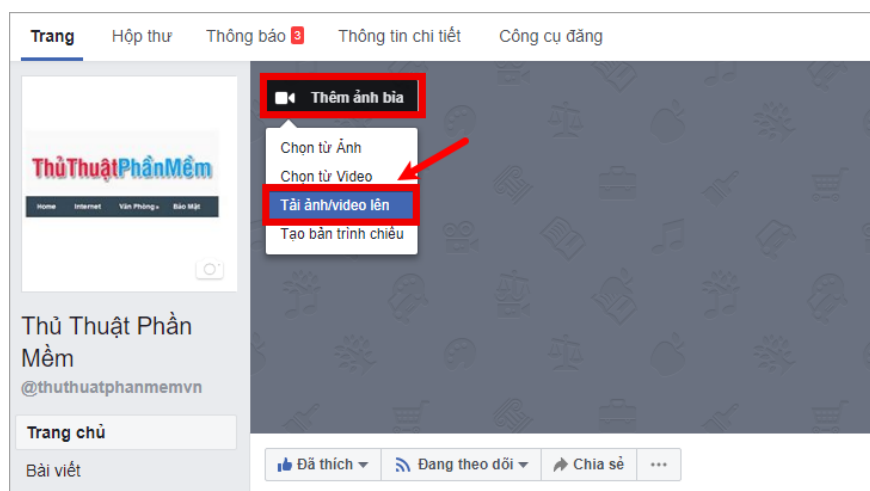 Trang Hộp thư Thông báo 3 Thông tin chi tiết Công cụ đăng
Thêm ảnh bìa
Chọn từ Ảnh
Chọn từ Video
Tải ảnh/video lên
Tạo bản trình chiếu
ThủThuậtPhầnMềm
Home Internet Văn Phòng Bảo Mật
Thủ Thuật Phần
Mềm
@thuthuatphanmemvn
Trang chủ
Bài viết
Đã thích Đang theo dõi Chia sẻ ...